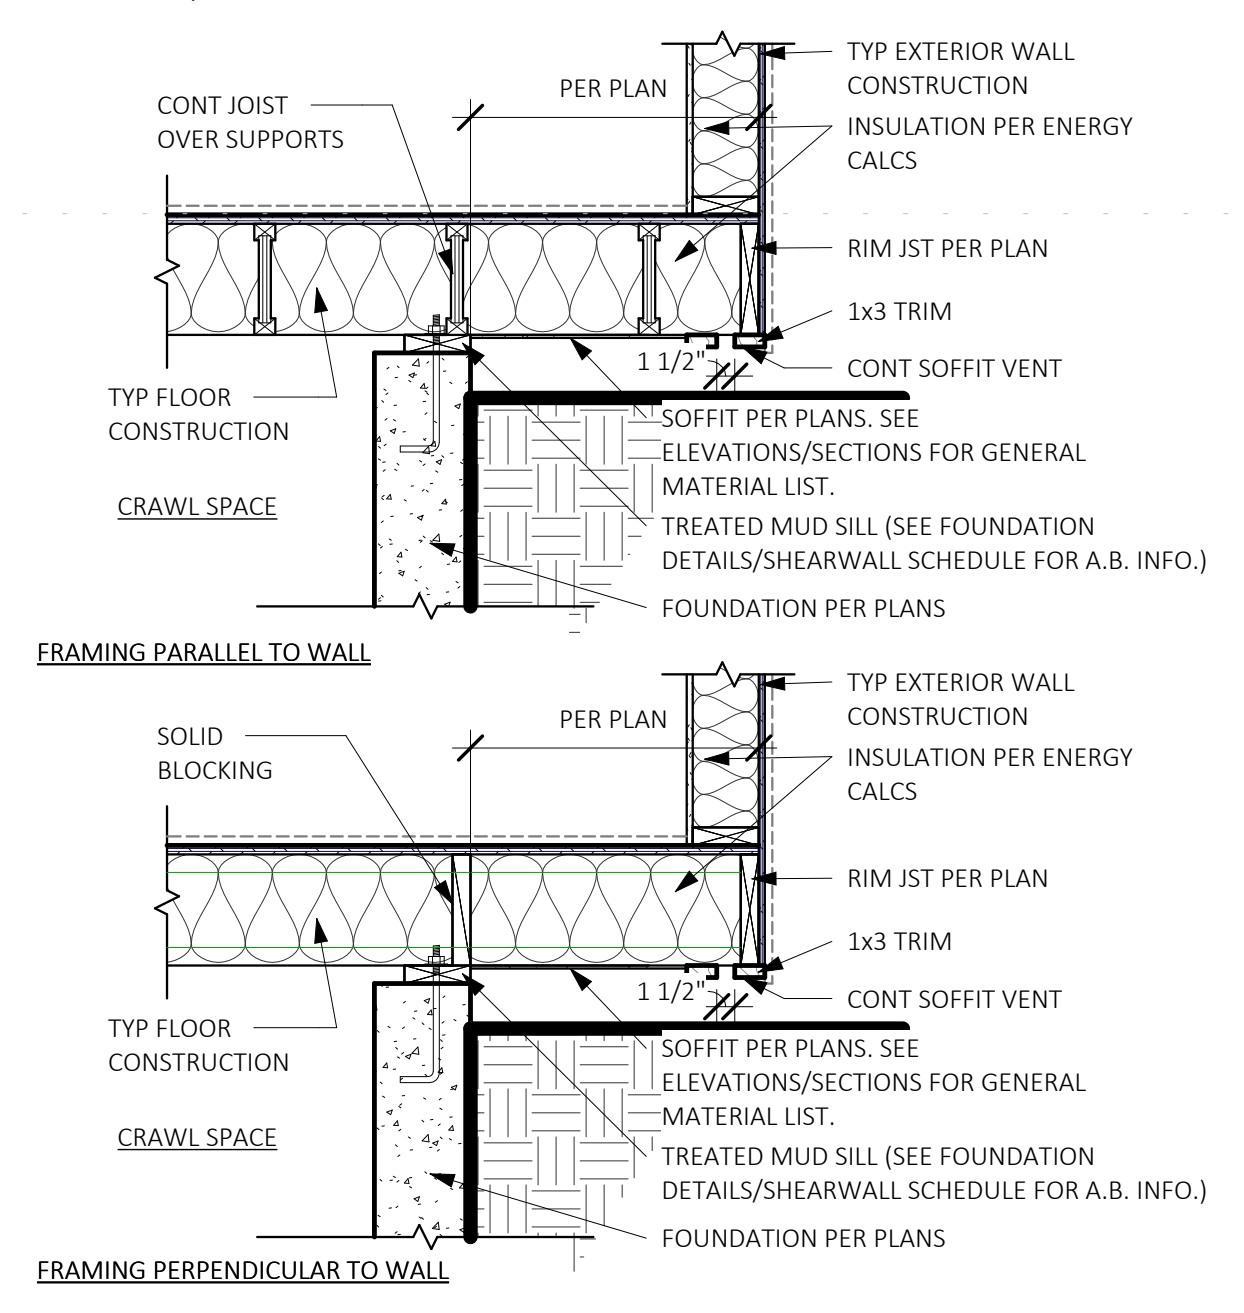 PER PLAN
TYP EXTERIOR WALL
CONSTRUCTION
CONT JOIST
OVER SUPPORTS
INSULATION PER ENERGY
CALCS
RIM JST PER PLAN
1x3 TRIM
1 1/2"
CONT SOFFIT VENT
TYP FLOOR
CONSTRUCTION
SOFFIT PER PLANS. SEE
ELEVATIONS/SECTIONS FOR GENERAL
MATERIAL LIST.
CRAWL SPACE
TREATED MUD SILL (SEE FOUNDATION
DETAILS/SHEARWALL SCHEDULE FOR A.B. INFO.)
FOUNDATION PER PLANS
FRAMING PARALLEL TO WALL
TYP EXTERIOR WALL
CONSTRUCTION
PER PLAN
SOLID
BLOCKING
INSULATION PER ENERGY
CALCS
RIM JST PER PLAN
1x3 TRIM
1 1/2"
CONT SOFFIT VENT
TYP FLOOR
CONSTRUCTION
SOFFIT PER PLANS. SEE
ELEVATIONS/SECTIONS FOR GENERAL
MATERIAL LIST.
CRAWL SPACE
TREATED MUD SILL (SEE FOUNDATION
DETAILS/SHEARWALL SCHEDULE FOR A.B. INFO.)
FOUNDATION PER PLANS
FRAMING PERPENDICULAR TO WALL